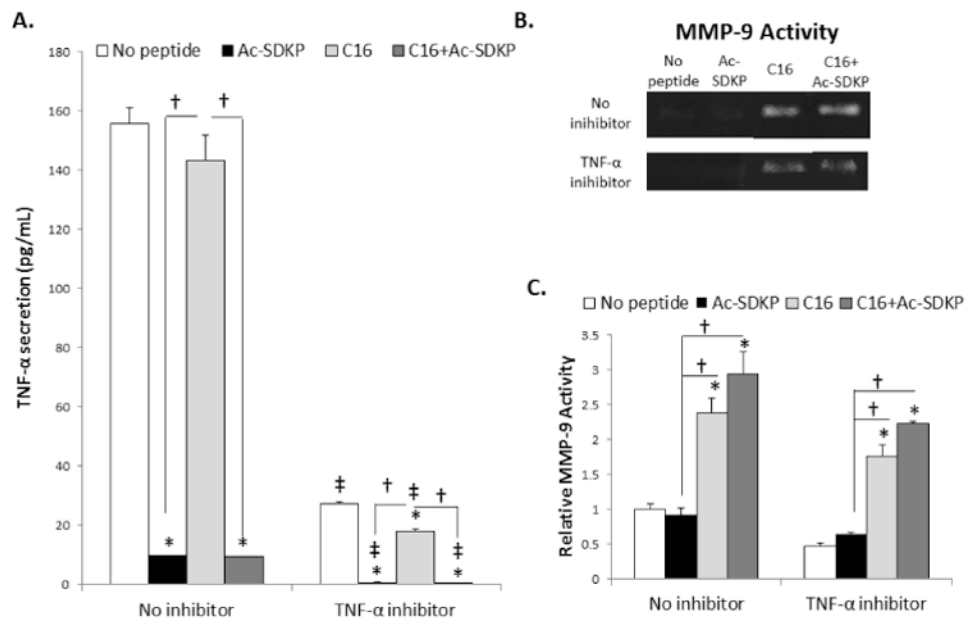 A.
No peptide Ac-SDKP C16 C16+Ac-SDKP
TNF-α secretion (pg/mL)
180
160
140
120
100
80
60
40
20
0
† †
* *
‡ † ‡ †
‡ * ‡
* *
No inhibitor TNF-α inhibitor
B.
MMP-9 Activity
No peptide Ac-SDKP C16 C16+ Ac-SDKP
No inihibitor
TNF-α inihibitor
C.
No peptide Ac-SDKP C16 C16+Ac-SDKP
Relative MMP-9 Activity
3.5
3
2.5
2
1.5
1
0.5
0
†
† *
*
†
† *
*
No inhibitor TNF-α inhibitor